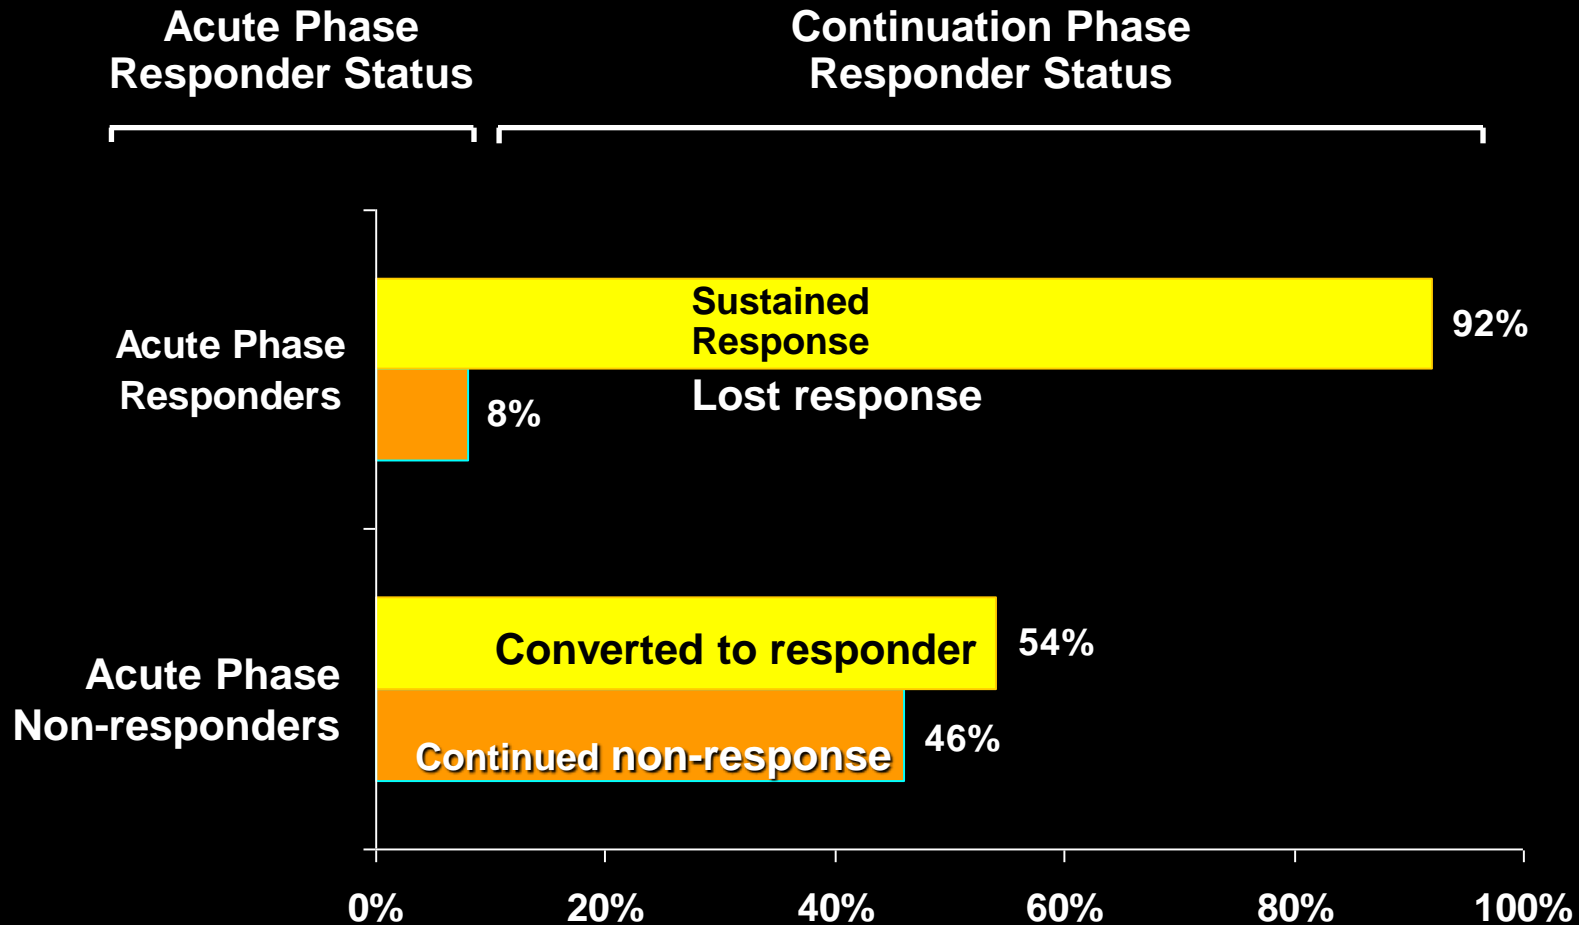 Acute Phase
Responder Status
Continuation Phase
Responder Status
Acute Phase
Responders
Sustained
Response
92%
Lost response
8%
Acute Phase
Non-responders
Converted to responder
54%
Continued non-response
46%
0%
20%
40%
60%
80%
100%